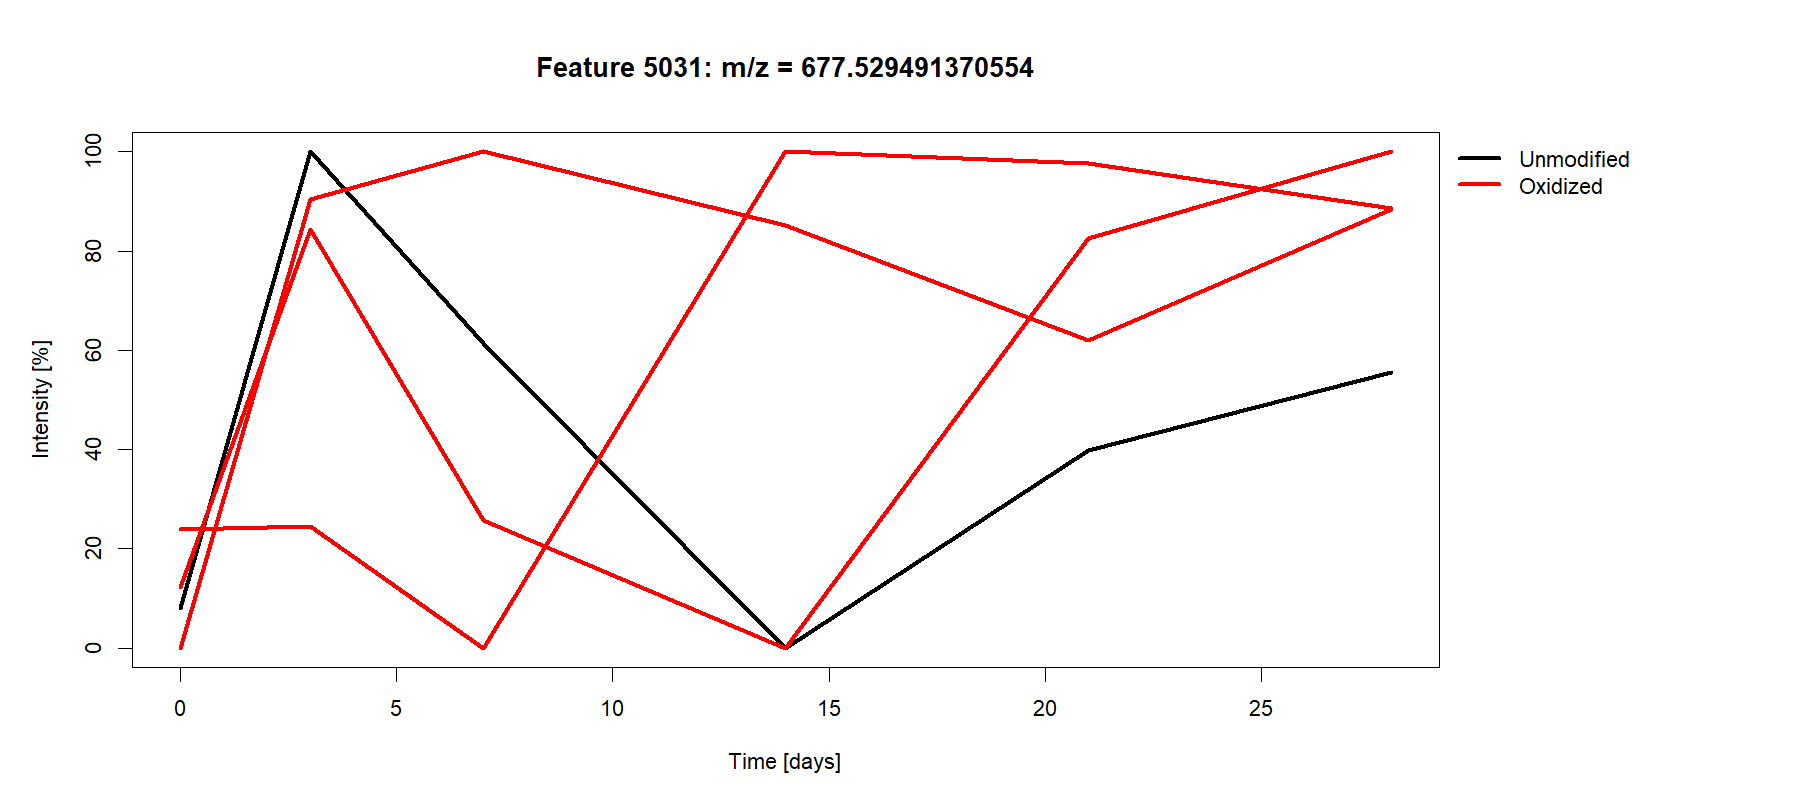 Feature 5031: m/z = 677.529491370554
Unmodified
Oxidized
Intensity [%]
100
80
60
40
20
0
0 5 10 15 20 25
Time [days]